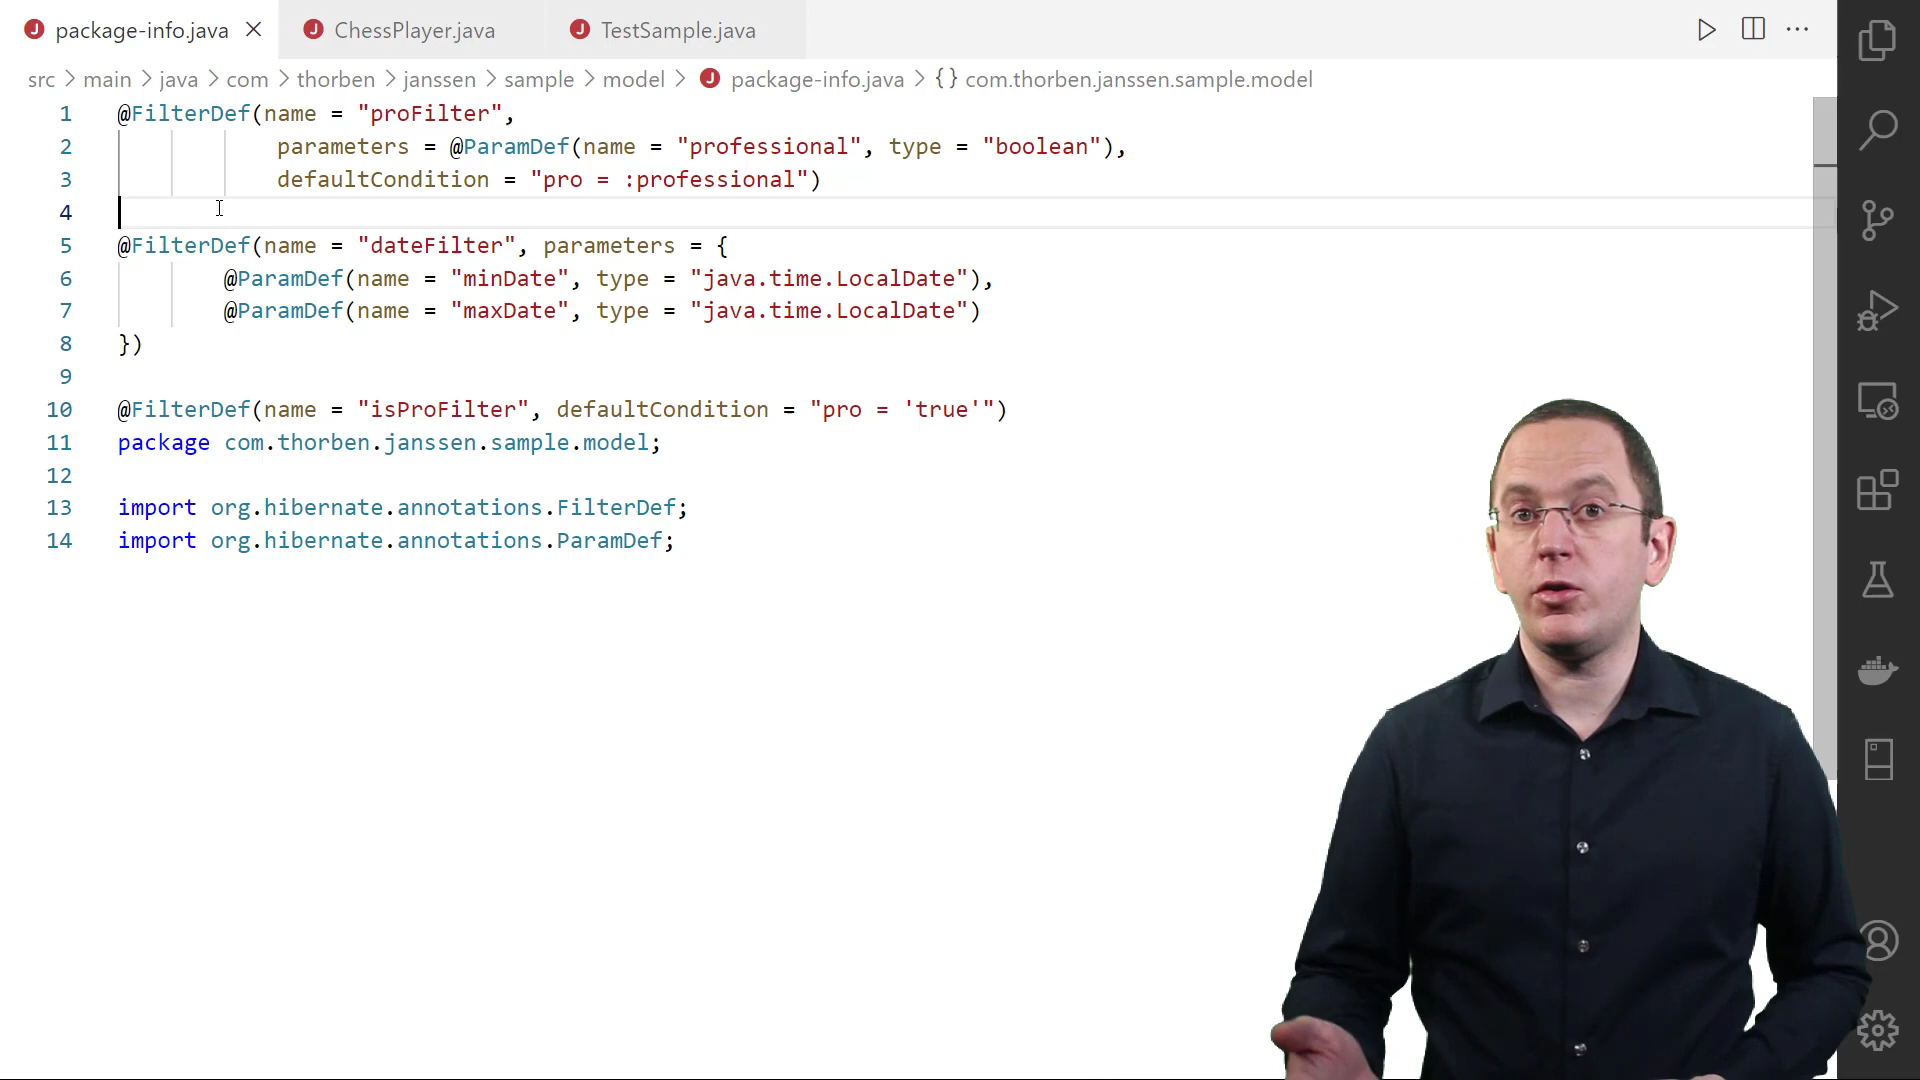 package-info.java ChessPlayer.java TestSample.java
src > main > java > com > thorben > janssen > sample > model > package-info.java > {} com.thorben.janssen.sample.model
1 @FilterDef(name = "proFilter",
2 parameters = @ParamDef(name = "professional", type = "boolean"),
3 defaultCondition = "pro = :professional")
4
5 @FilterDef(name = "dateFilter", parameters = {
6 @ParamDef(name = "minDate", type = "java.time.LocalDate"),
7 @ParamDef(name = "maxDate", type = "java.time.LocalDate")
8 })
9
10 @FilterDef(name = "isProFilter", defaultCondition = "pro = 'true'")
11 package com.thorben.janssen.sample.model;
12
13 import org.hibernate.annotations.FilterDef;
14 import org.hibernate.annotations.ParamDef;